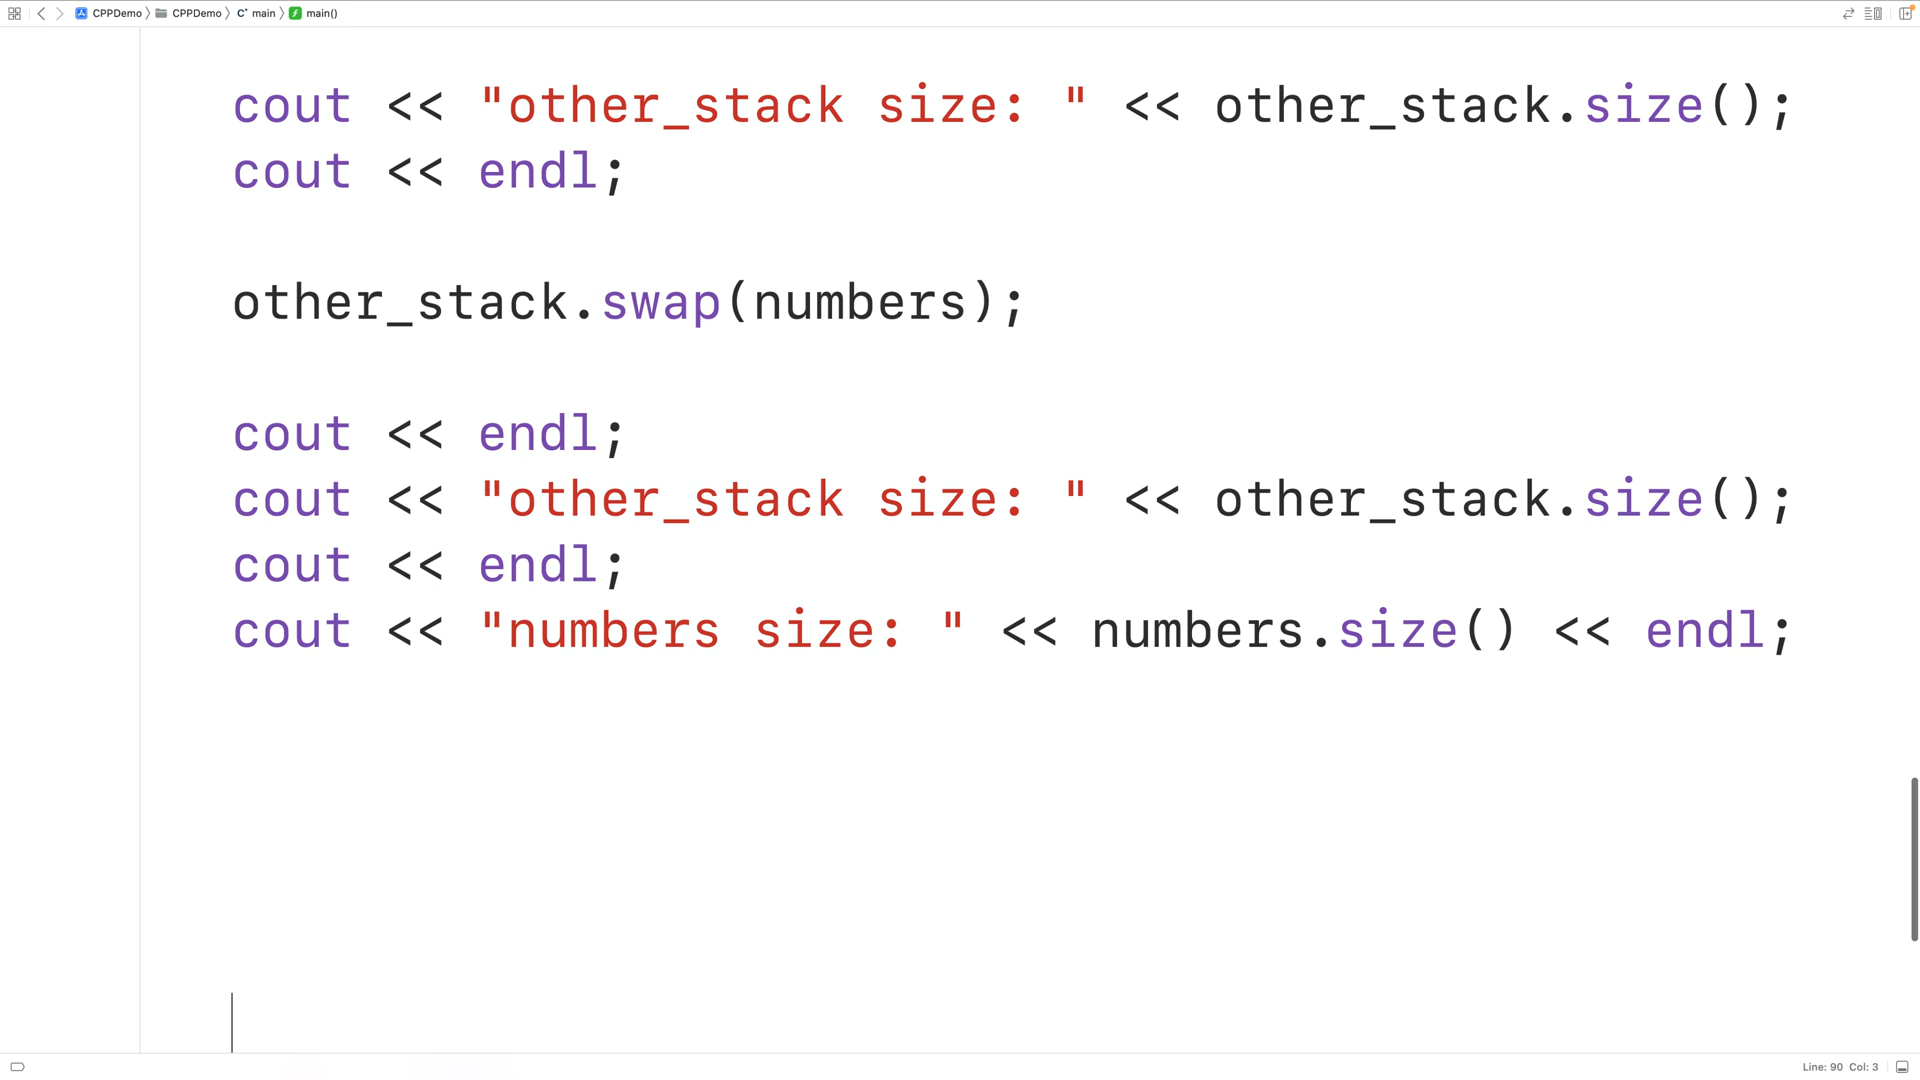 CPPDemo CPPDemo C+ main f main()
cout << "other_stack size: " << other_stack.size();
cout << endl;
other_stack.swap(numbers);
cout << endl;
cout << "other_stack size: " << other_stack.size();
cout << endl;
cout << "numbers size: " << numbers.size() << endl;
Line: 90 Col: 3